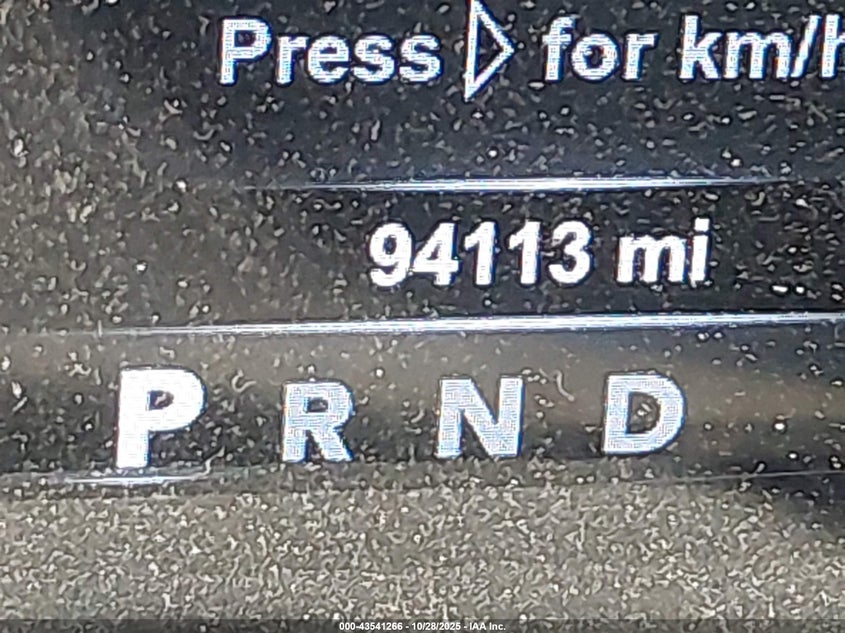 Press ▷ for km/h
94113 mi
P R N D
000-43541266 - 10/28/2025 - IAA Inc.